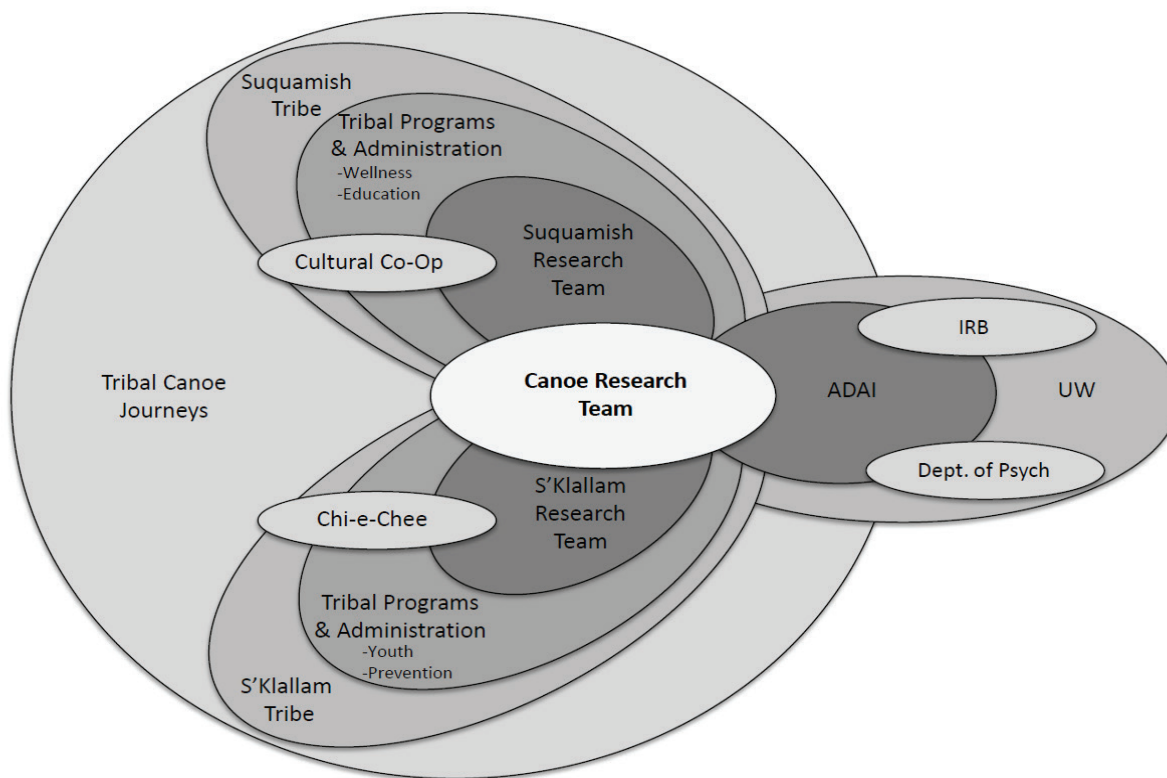 Suquamish
Tribe
Tribal Programs
& Administration
-Wellness
-Education
Suquamish
Research
Team
Cultural Co-Op
IRB
Tribal Canoe
Journeys
Canoe Research
Team
ADAI
UW
Dept. of Psych
S’Klallam
Research
Team
Chi-e-Chee
Tribal Programs
& Administration
-Youth
-Prevention
S’Klallam
Tribe